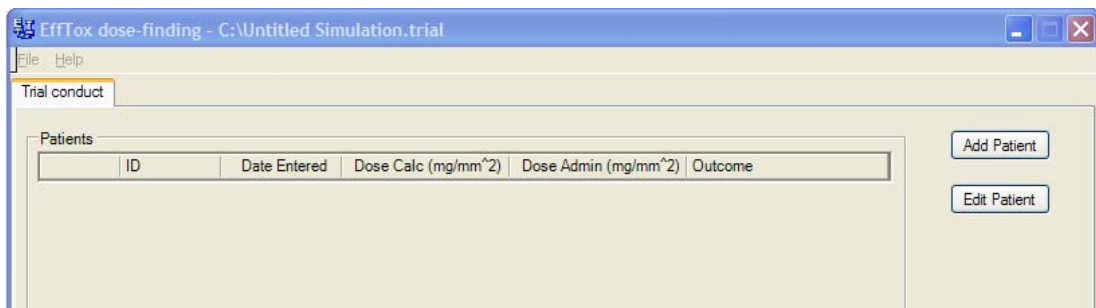 EffTox dose-finding - C:\Untitled Simulation.trial
File Help
Trial conduct
Patients
ID Date Entered Dose Calc (mg/mm^2) Dose Admin (mg/mm^2) Outcome
Add Patient
Edit Patient